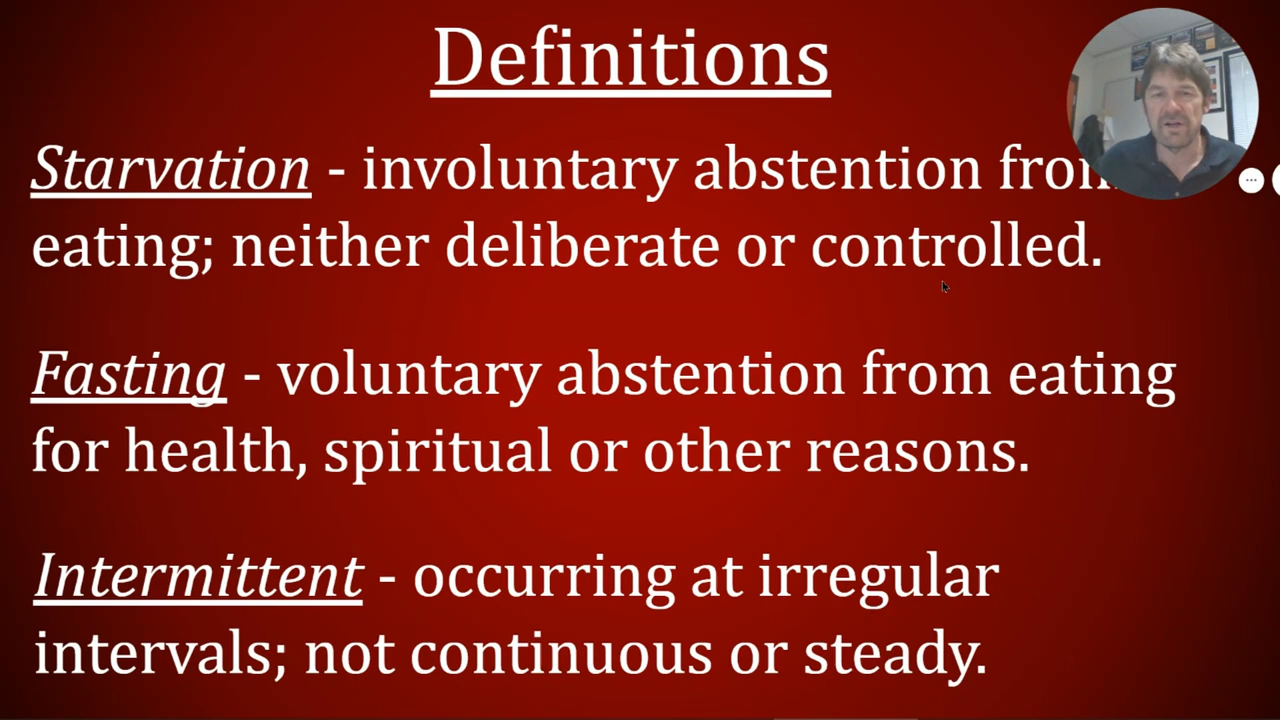 Definitions
Starvation - involuntary abstention from
eating; neither deliberate or controlled.
Fasting - voluntary abstention from eating
for health, spiritual or other reasons.
Intermittent - occurring at irregular
intervals; not continuous or steady.